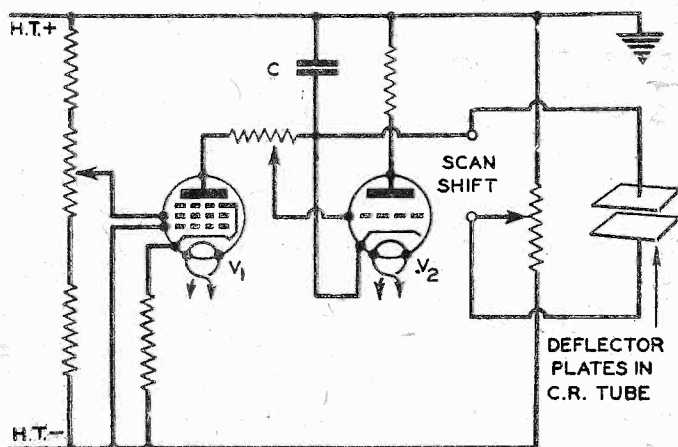 H.T.+
C
SCAN
SHIFT
V1
V2
DEFLECTOR
PLATES IN
C.R. TUBE
H.T.-